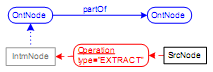 OntNode
partOf
OntNode
IntmNode
Operation
type="EXTRACT"
SrcNode